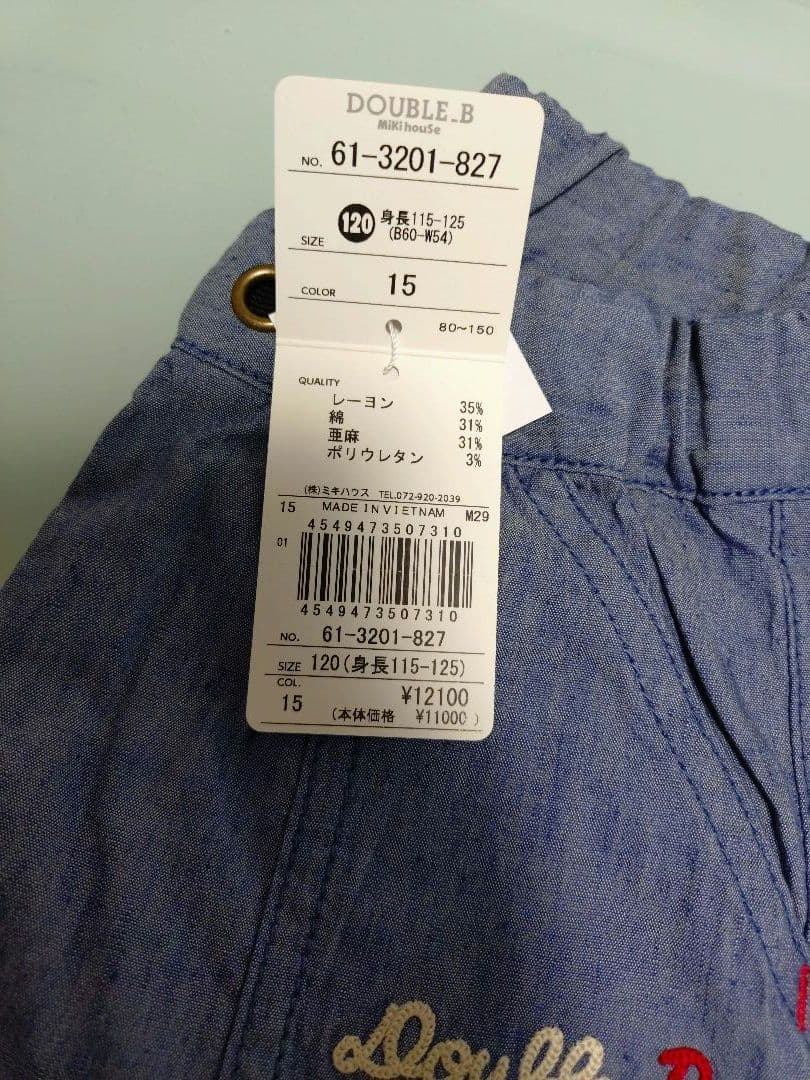 DOUBLE_B
MiKi houSe
NO. 61-3201-827
SIZE 120 身長115-125
(B60-W54)
COLOR 15
80〜150
QUALITY
レーヨン 35%
綿 31%
亜麻 31%
ポリウレタン 3%
(株)ミキハウス TEL.072-920-2039
15 MADE IN VIETNAM M29
4549473507310
01
4549473507310
NO. 61-3201-827
SIZE 120(身長115-125)
COL. 15 ¥12100
(本体価格 ¥11000)
Double